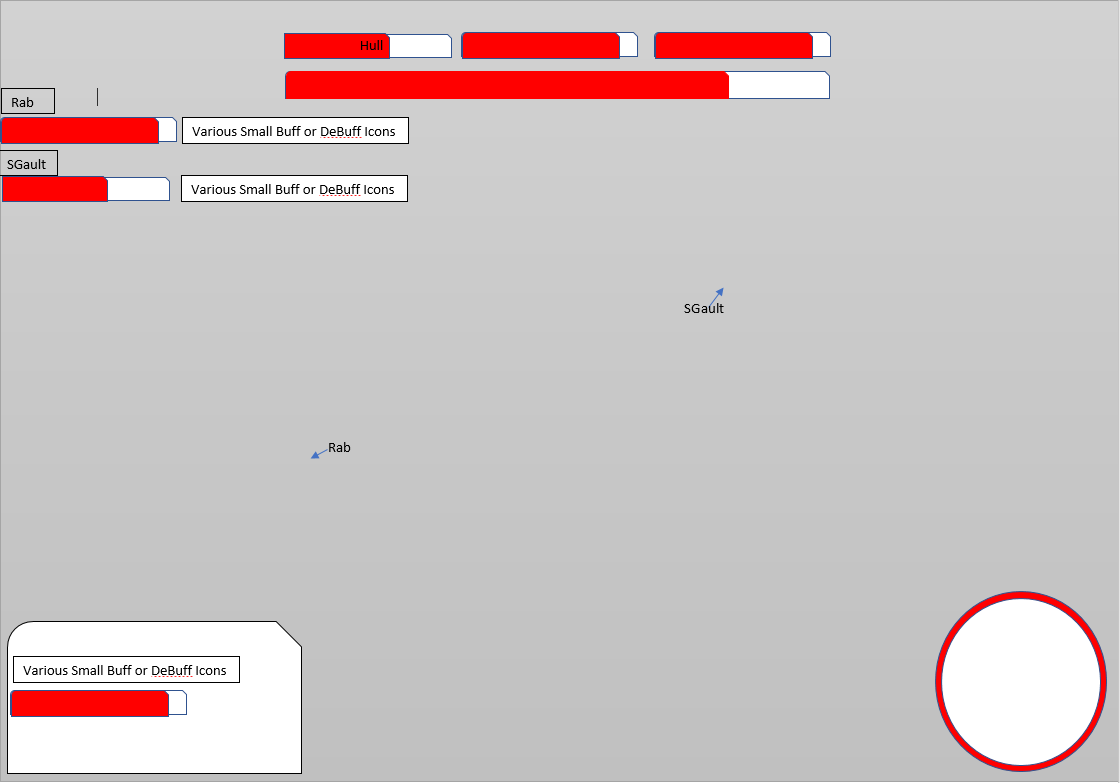 Hull
Rab
Various Small Buff or DeBuff Icons
SGault
Various Small Buff or DeBuff Icons
SGault
Rab
Various Small Buff or DeBuff Icons